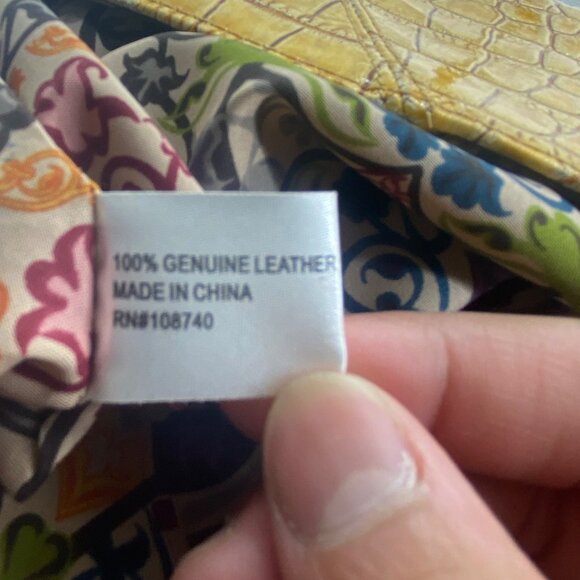 100% GENUINE LEATHER
MADE IN CHINA
RN#108740